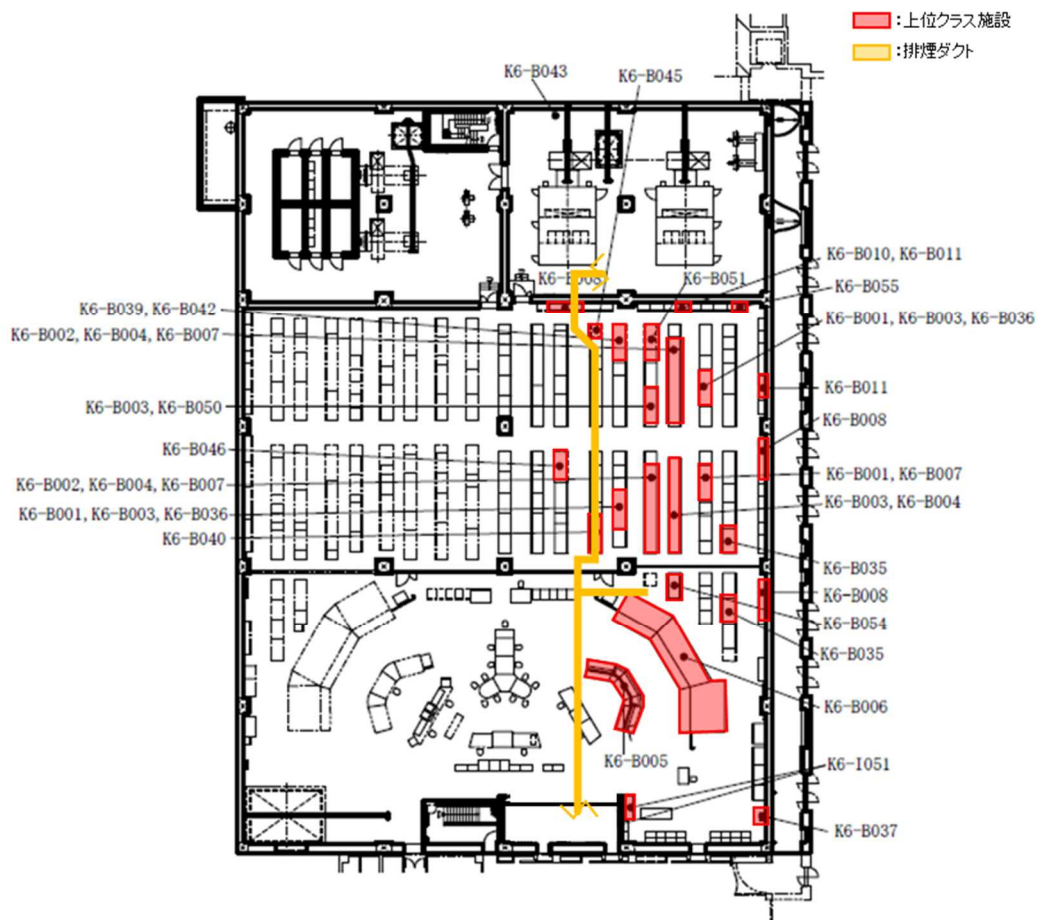 ：上位クラス施設
：排煙ダクト
K6-B043
K6-B045
K6-B008
K6-B051
K6-B010, K6-B011
K6-B055
K6-B001, K6-B003, K6-B036
K6-B011
K6-B008
K6-B001, K6-B007
K6-B003, K6-B004
K6-B035
K6-B008
K6-B054
K6-B035
K6-B006
K6-I051
K6-B037
K6-B039, K6-B042
K6-B002, K6-B004, K6-B007
K6-B003, K6-B050
K6-B046
K6-B002, K6-B004, K6-B007
K6-B001, K6-B003, K6-B036
K6-B040
K6-B005